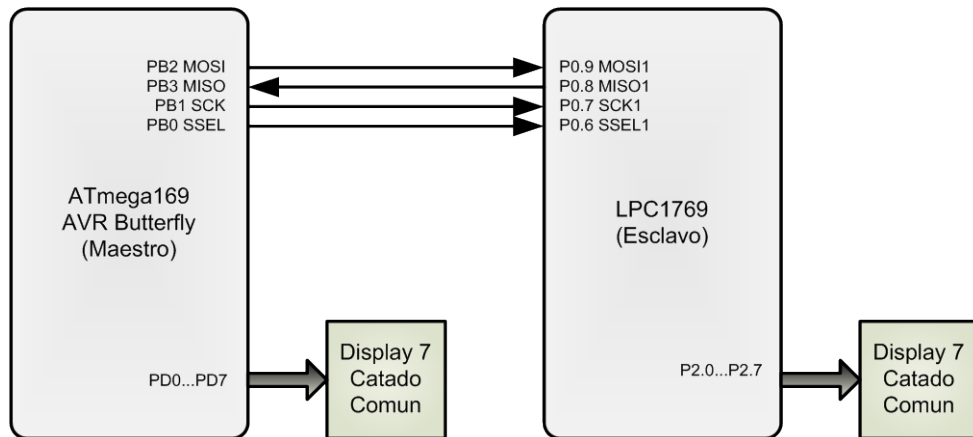 PB2 MOSI
PB3 MISO
PB1 SCK
PB0 SSEL
ATmega169
AVR Butterfly
(Maestro)
PD0...PD7
Display 7
Catado
Comun
P0.9 MOSI1
P0.8 MISO1
P0.7 SCK1
P0.6 SSEL1
LPC1769
(Esclavo)
P2.0...P2.7
Display 7
Catado
Comun